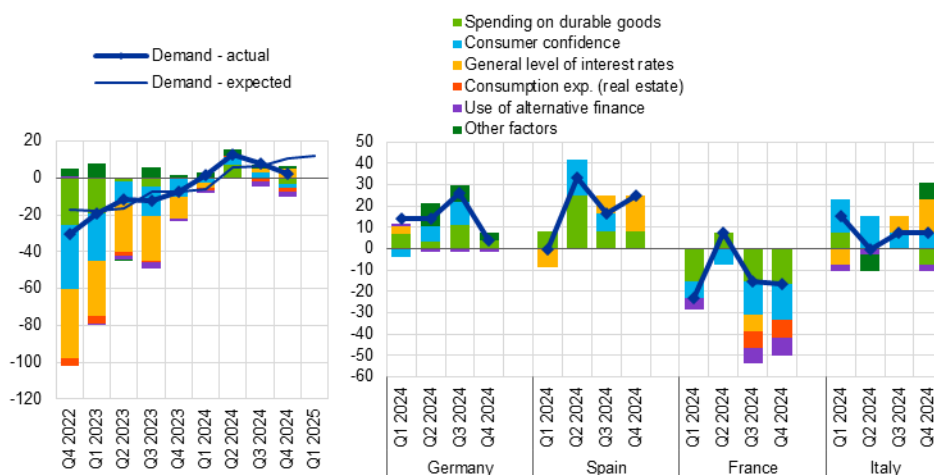 Demand - actual
Demand - expected
Spending on durable goods
Consumer confidence
General level of interest rates
Consumption exp. (real estate)
Use of alternative finance
Other factors
20
0
-20
-40
-60
-80
-100
-120
Q4 2022
Q1 2023
Q2 2023
Q3 2023
Q4 2023
Q1 2024
Q2 2024
Q3 2024
Q4 2024
Q1 2025
50
40
30
20
10
0
-10
-20
-30
-40
-50
-60
Q1 2024
Q2 2024
Q3 2024
Q4 2024
Q1 2024
Q2 2024
Q3 2024
Q4 2024
Q1 2024
Q2 2024
Q3 2024
Q4 2024
Q1 2024
Q2 2024
Q3 2024
Q4 2024
Germany
Spain
France
Italy